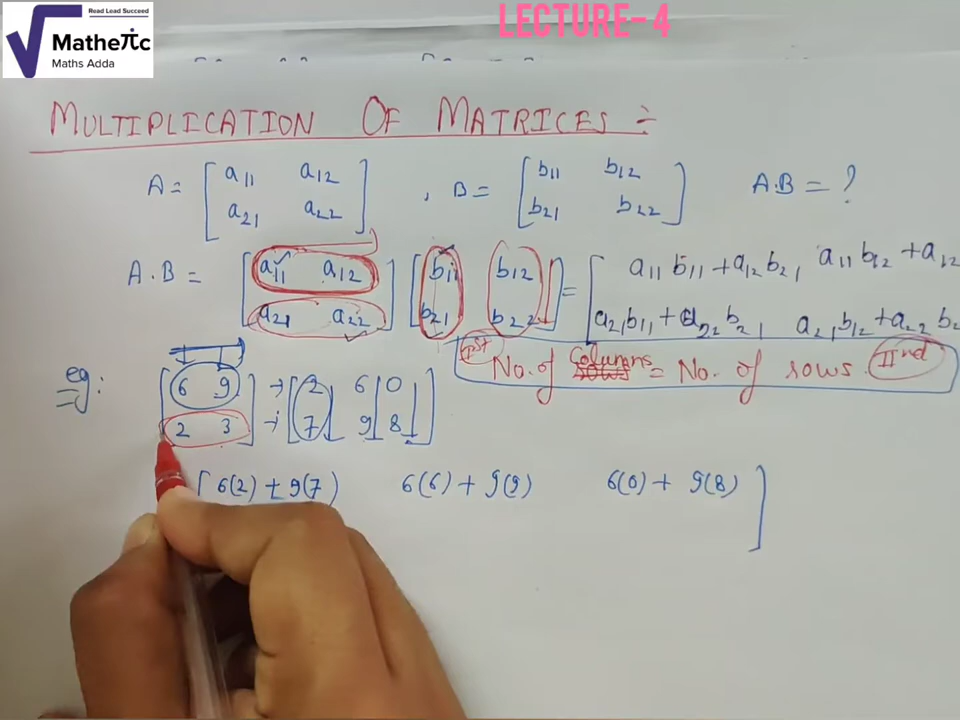 LECTURE-4
Read Lead Succeed
Matheπc
Maths Adda
MULTIPLICATION OF MATRICES :-
A = [ a11 a12 , B = [ b11 b12 A.B = ?
a21 a22 ] b21 b22 ]
A.B = [ a11 a12 ] [ b11 b12 ] = [ a11 b11 + a12 b21 a11 b12 + a12
a21 a22 b21 b22 a21 b11 + a22 b21 a21 b12 + a22 b2
Ist No. of Columns = No. of rows IInd
eg: [ 6 9 ] → [ 2 6 0 ]
2 3 → 7 9 8
[ 6(2) + 9(7) 6(6) + 9(9) 6(0) + 9(8) ]